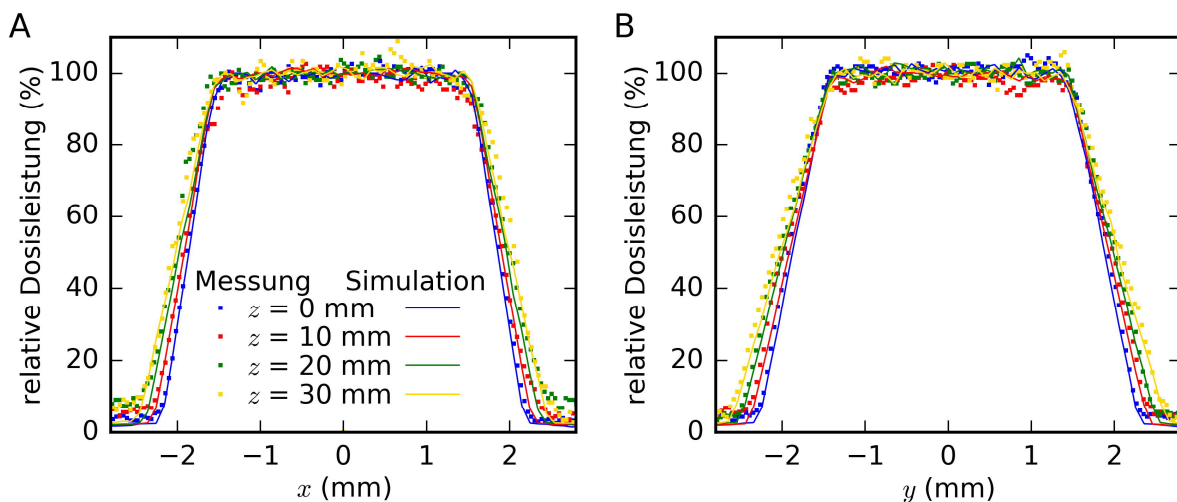 A
relative Dosisleistung (%)
100
80
60
40
20
0
−2 −1 0 1 2
x (mm)
Messung Simulation
z = 0 mm
z = 10 mm
z = 20 mm
z = 30 mm
B
relative Dosisleistung (%)
100
80
60
40
20
0
−2 −1 0 1 2
y (mm)